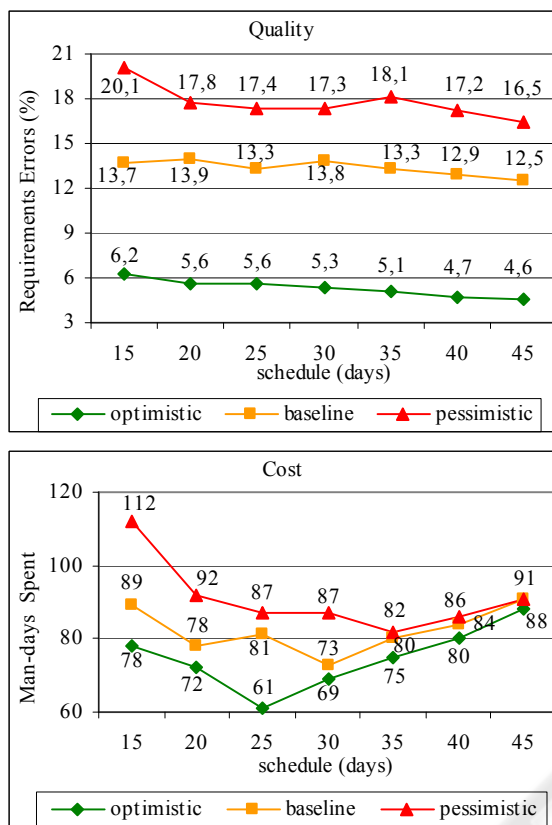 Quality
Requirements Errors (%)
21
18
15
12
9
6
3
20,1 17,8 17,4 17,3 18,1 17,2 16,5
13,7 13,9 13,3 13,8 13,3 12,9 12,5
6,2 5,6 5,6 5,3 5,1 4,7 4,6
15 20 25 30 35 40 45
schedule (days)
optimistic baseline pessimistic
Cost
Man-days Spent
120
100
80
60
112 92 87 87 82 86 91
89 78 81 73 80 84
78 72 61 69 75 80 88
15 20 25 30 35 40 45
schedule (days)
optimistic baseline pessimistic